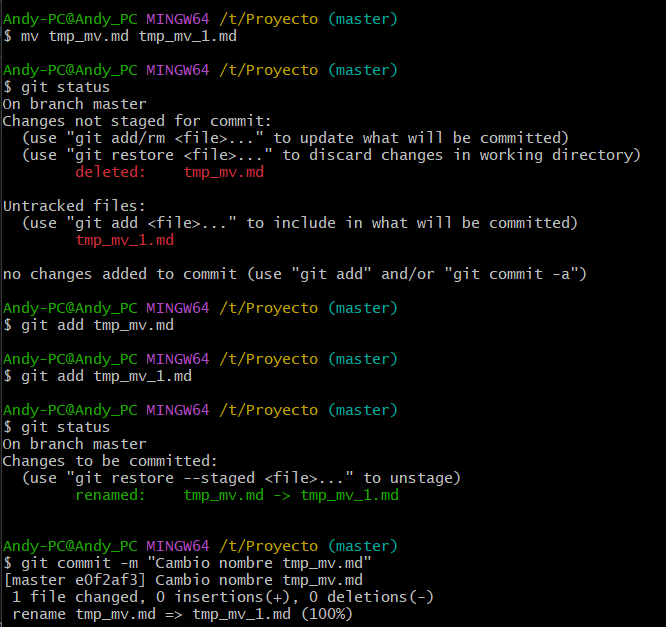 Andy-PC@Andy_PC MINGW64 /t/Proyecto (master)
$ mv tmp_mv.md tmp_mv_1.md
Andy-PC@Andy_PC MINGW64 /t/Proyecto (master)
$ git status
On branch master
Changes not staged for commit:
  (use "git add/rm <file>..." to update what will be committed)
  (use "git restore <file>..." to discard changes in working directory)
        deleted:    tmp_mv.md
Untracked files:
  (use "git add <file>..." to include in what will be committed)
        tmp_mv_1.md
no changes added to commit (use "git add" and/or "git commit -a")
Andy-PC@Andy_PC MINGW64 /t/Proyecto (master)
$ git add tmp_mv.md
Andy-PC@Andy_PC MINGW64 /t/Proyecto (master)
$ git add tmp_mv_1.md
Andy-PC@Andy_PC MINGW64 /t/Proyecto (master)
$ git status
On branch master
Changes to be committed:
  (use "git restore --staged <file>..." to unstage)
        renamed:    tmp_mv.md -> tmp_mv_1.md
Andy-PC@Andy_PC MINGW64 /t/Proyecto (master)
$ git commit -m "Cambio nombre tmp_mv.md"
[master e0f2af3] Cambio nombre tmp_mv.md
 1 file changed, 0 insertions(+), 0 deletions(-)
 rename tmp_mv.md => tmp_mv_1.md (100%)